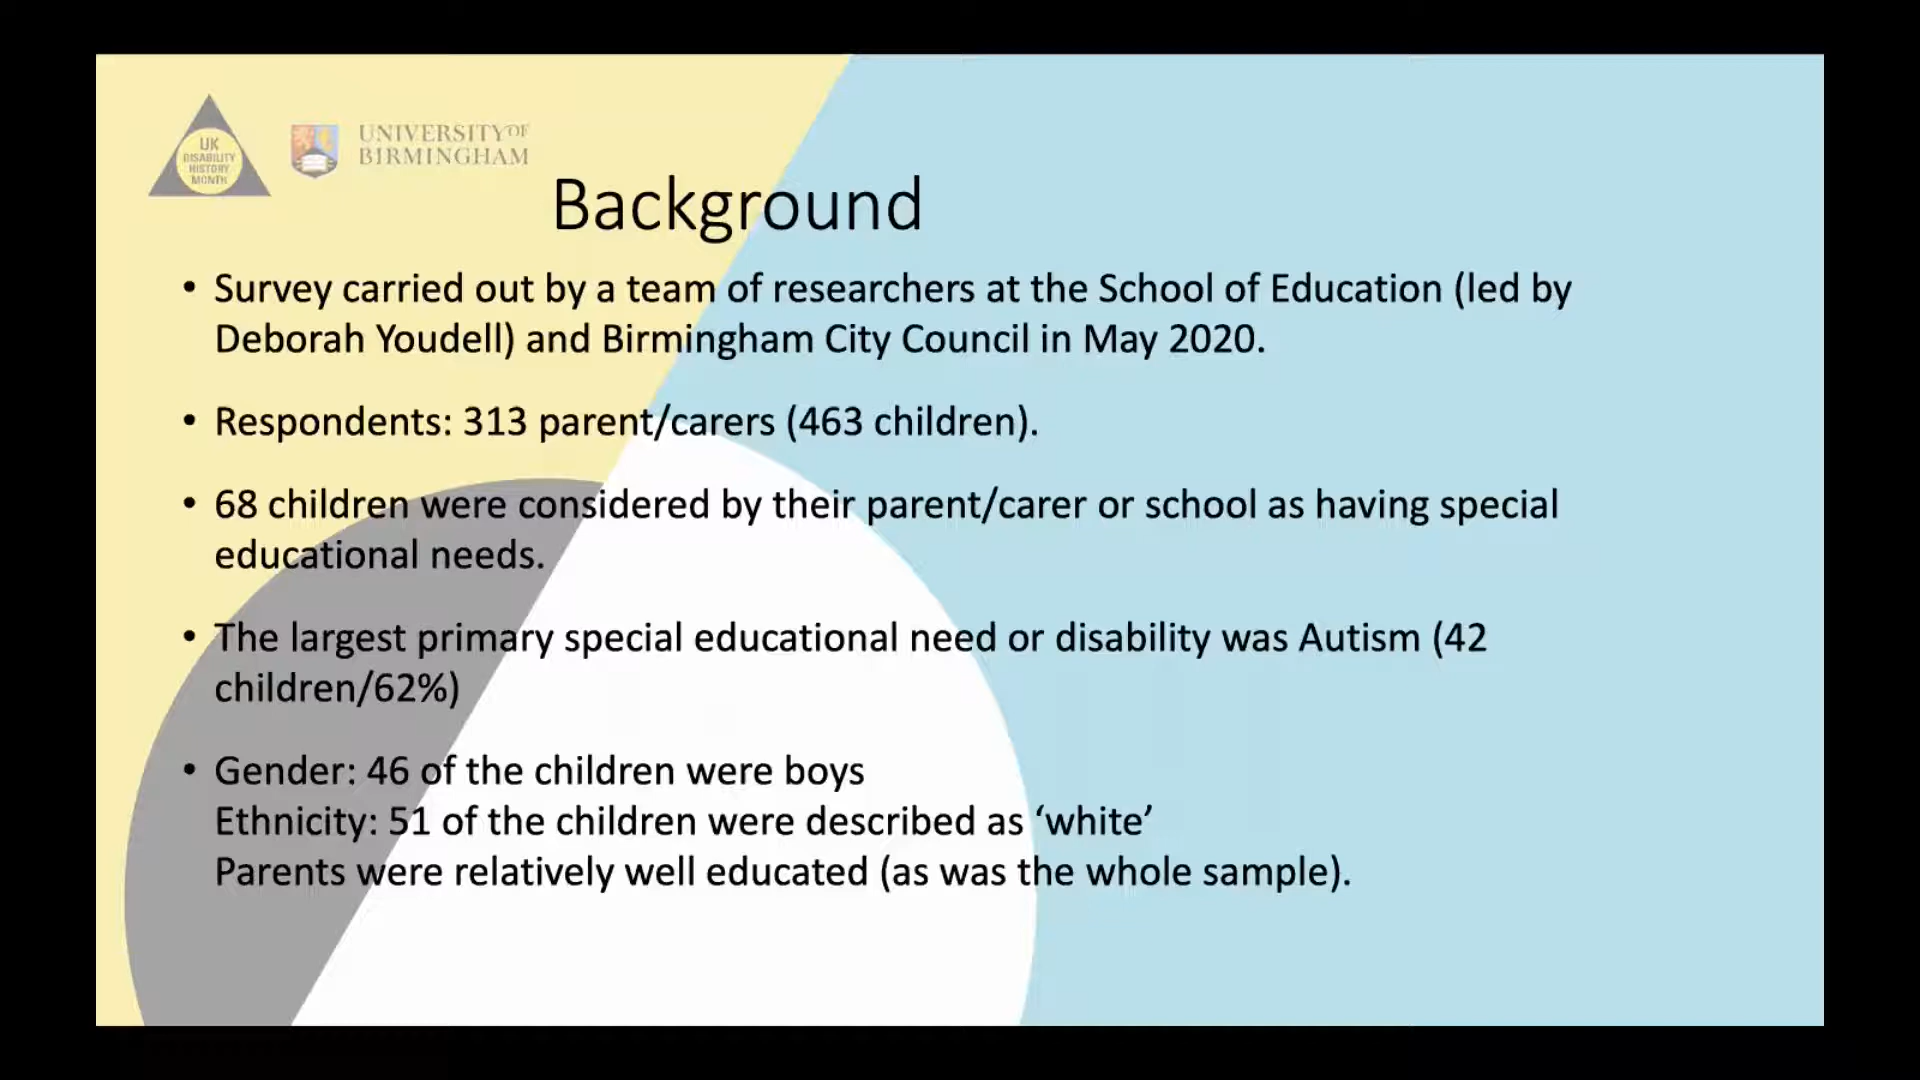 UK
DISABILITY
HISTORY
MONTH
UNIVERSITY OF
BIRMINGHAM
Background
• Survey carried out by a team of researchers at the School of Education (led by
Deborah Youdell) and Birmingham City Council in May 2020.
• Respondents: 313 parent/carers (463 children).
• 68 children were considered by their parent/carer or school as having special
educational needs.
• The largest primary special educational need or disability was Autism (42
children/62%)
• Gender: 46 of the children were boys
Ethnicity: 51 of the children were described as ‘white’
Parents were relatively well educated (as was the whole sample).